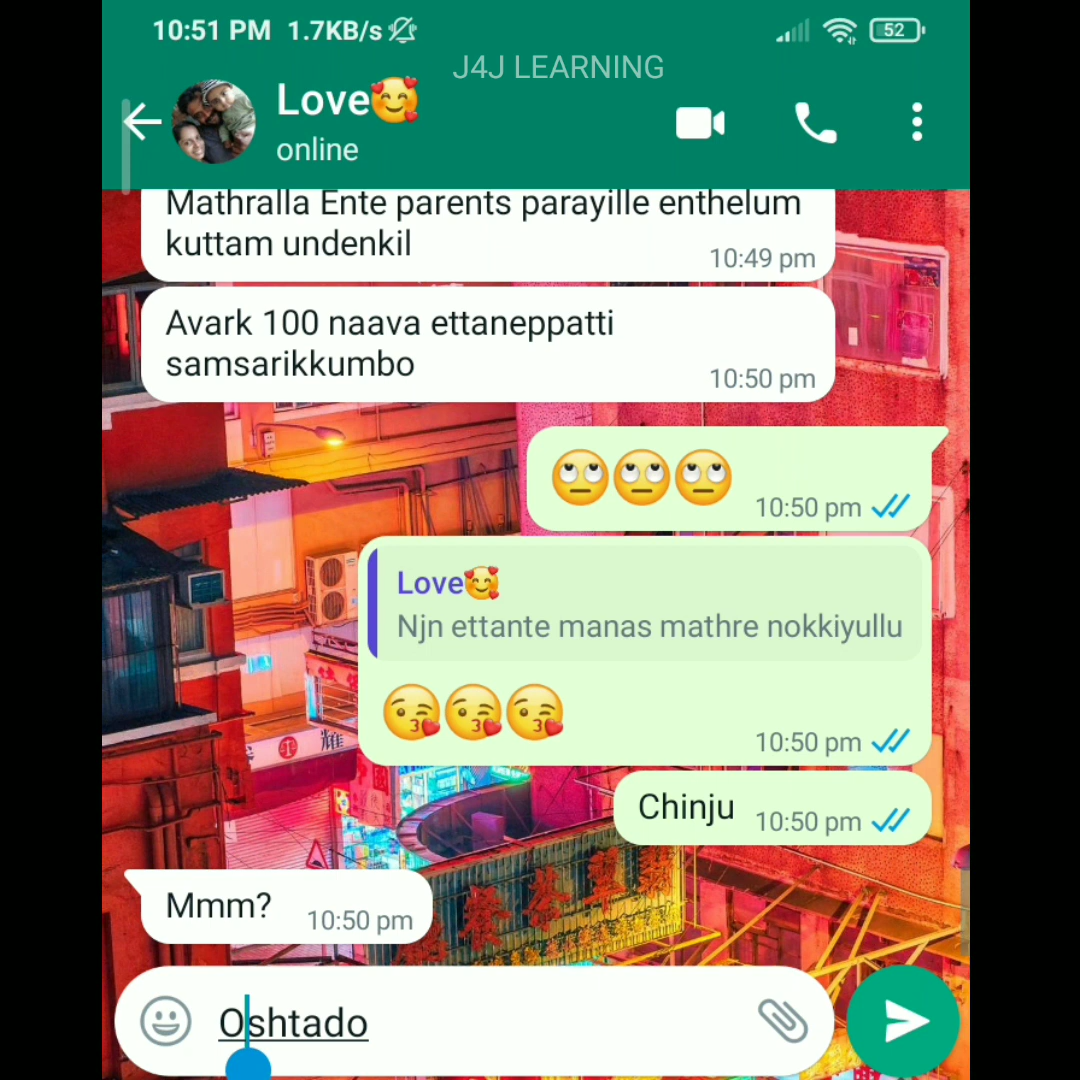 10:51 PM 1.7KB/s 52
J4J LEARNING
Love🥰
online
Mathralla Ente parents parayille enthelum
kuttam undenkil
10:49 pm
Avark 100 naava ettaneppatti
samsarikkumbo
10:50 pm
🙄🙄🙄 10:50 pm
Love🥰
Njn ettante manas mathre nokkiyullu
😘😘😘 10:50 pm
Chinju 10:50 pm
Mmm? 10:50 pm
Oshtado